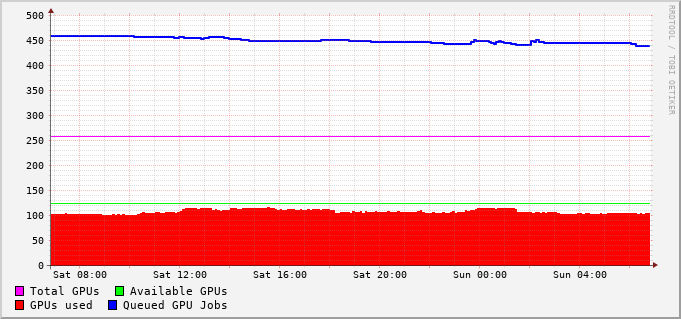 500
450
400
350
300
250
200
150
100
50
0
Sat 08:00 Sat 12:00 Sat 16:00 Sat 20:00 Sun 00:00 Sun 04:00
Total GPUs Available GPUs
GPUs used Queued GPU Jobs
RRDTOOL / TOBI OETIKER